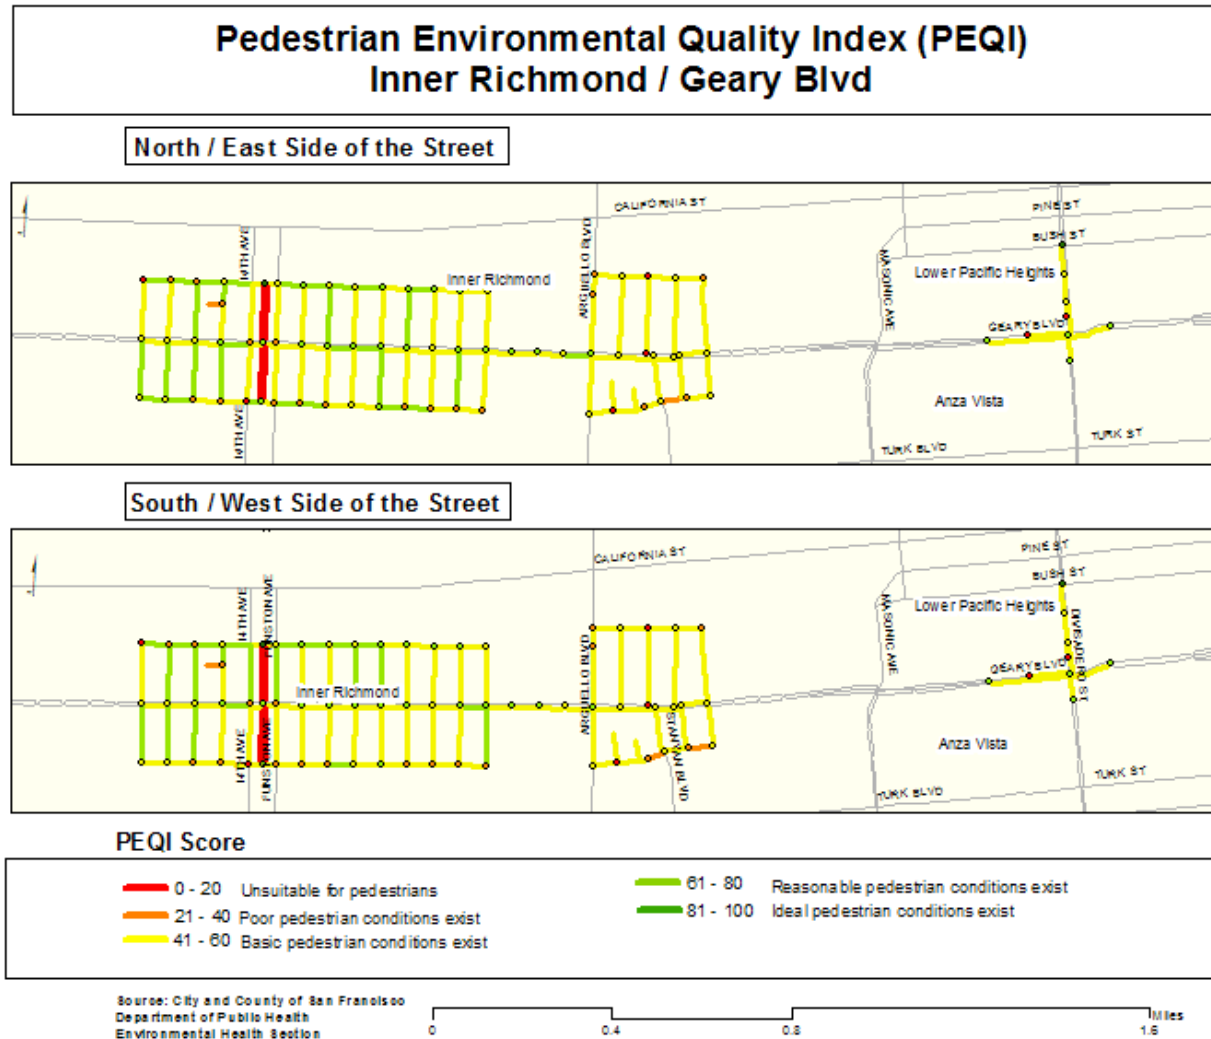 Pedestrian Environmental Quality Index (PEQI)
Inner Richmond / Geary Blvd
North / East Side of the Street
CALIFORNIA ST
PINE ST
BUSH ST
14TH AVE
ARGUELLO BLVD
MASONIC AVE
Inner Richmond
Lower Pacific Heights
GEARY BLVD
Anza Vista
14TH AVE
TURK BLVD
TURK ST
South / West Side of the Street
CALIFORNIA ST
PINE ST
BUSH ST
14TH AVE
FUNSTON AVE
ARGUELLO BLVD
MASONIC AVE
Lower Pacific Heights
DIVISADERO ST
GEARY BLVD
Inner Richmond
14TH AVE
FUNSTON AVE
STANYAN BLVD
Anza Vista
TURK BLVD
TURK ST
PEQI Score
0 - 20 Unsuitable for pedestrians
21 - 40 Poor pedestrian conditions exist
41 - 60 Basic pedestrian conditions exist
61 - 80 Reasonable pedestrian conditions exist
81 - 100 Ideal pedestrian conditions exist
Source: City and County of San Francisco
Department of Public Health
Environmental Health Section
Miles
0 0.4 0.8 1.6